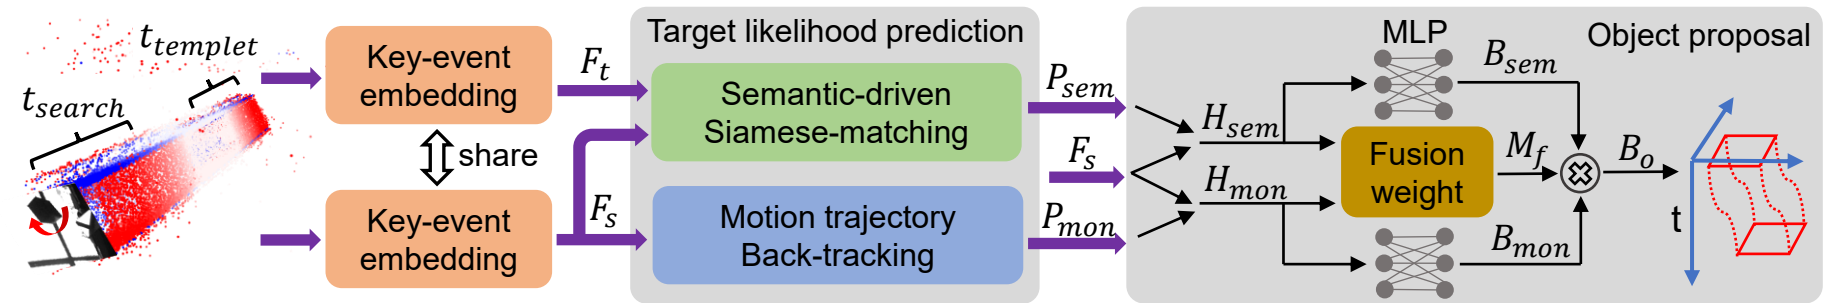 t_templet
t_search
Key-event
embedding
share
Key-event
embedding
F_t
F_s
Target likelihood prediction
Semantic-driven
Siamese-matching
Motion trajectory
Back-tracking
P_sem
F_s
P_mon
H_sem
H_mon
MLP
Fusion
weight
B_sem
M_f
B_mon
B_o
Object proposal
t